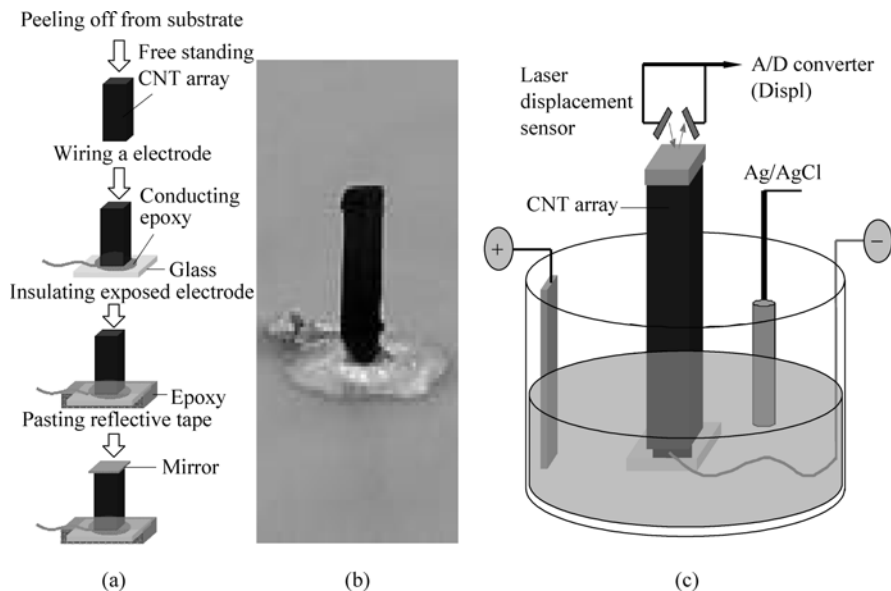 Peeling off from substrate
Free standing
CNT array
Wiring a electrode
Conducting
epoxy
Glass
Insulating exposed electrode
Epoxy
Pasting reflective tape
Mirror
(a)
(b)
Laser
displacement
sensor
A/D converter
(Displ)
Ag/AgCl
CNT array
+
−
(c)